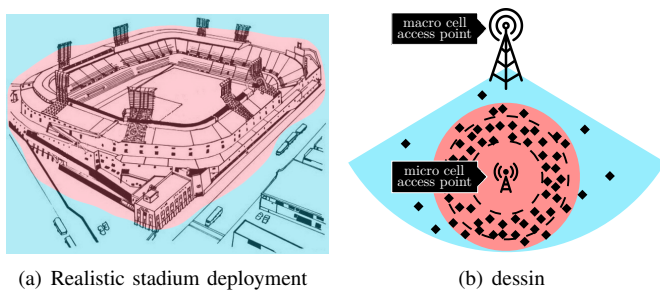 macro cell
access point
micro cell
access point
(a) Realistic stadium deployment
(b) dessin